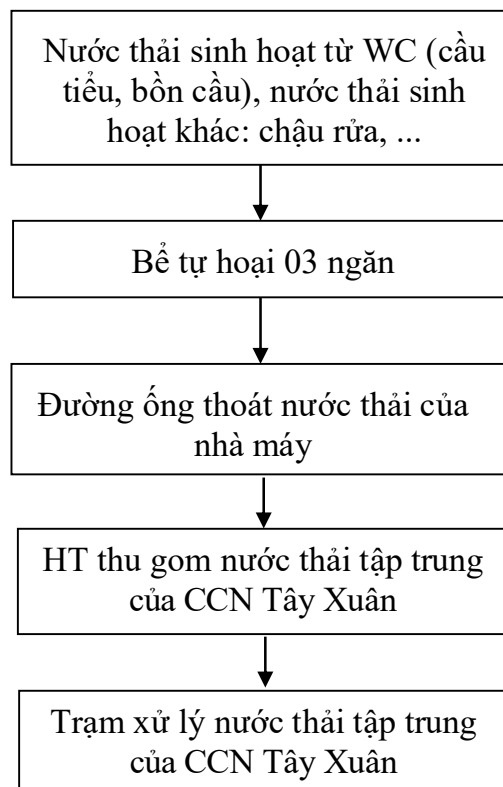 Nước thải sinh hoạt từ WC (cầu
tiểu, bồn cầu), nước thải sinh
hoạt khác: chậu rửa, ...
Bể tự hoại 03 ngăn
Đường ống thoát nước thải của
nhà máy
HT thu gom nước thải tập trung
của CCN Tây Xuân
Trạm xử lý nước thải tập trung
của CCN Tây Xuân